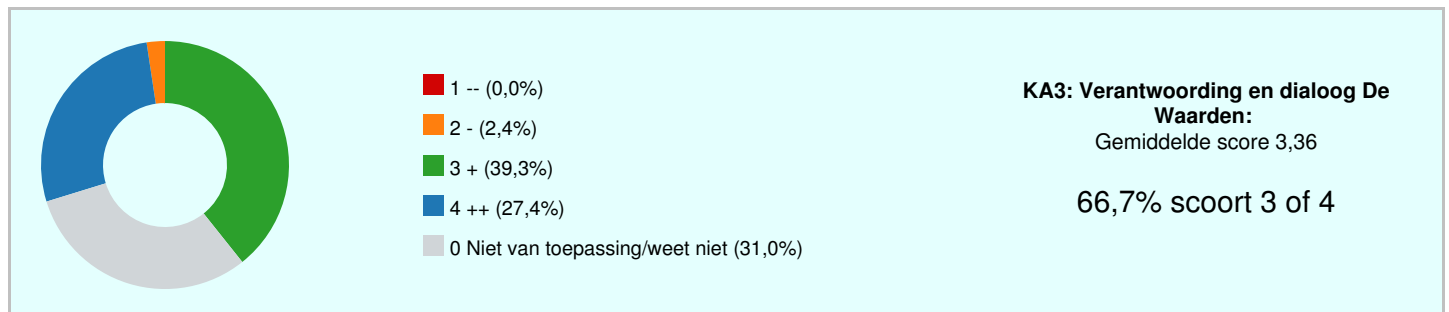 1 -- (0,0%)
2 - (2,4%)
3 + (39,3%)
4 ++ (27,4%)
0 Niet van toepassing/weet niet (31,0%)
KA3: Verantwoording en dialoog De
Waarden:
Gemiddelde score 3,36
66,7% scoort 3 of 4